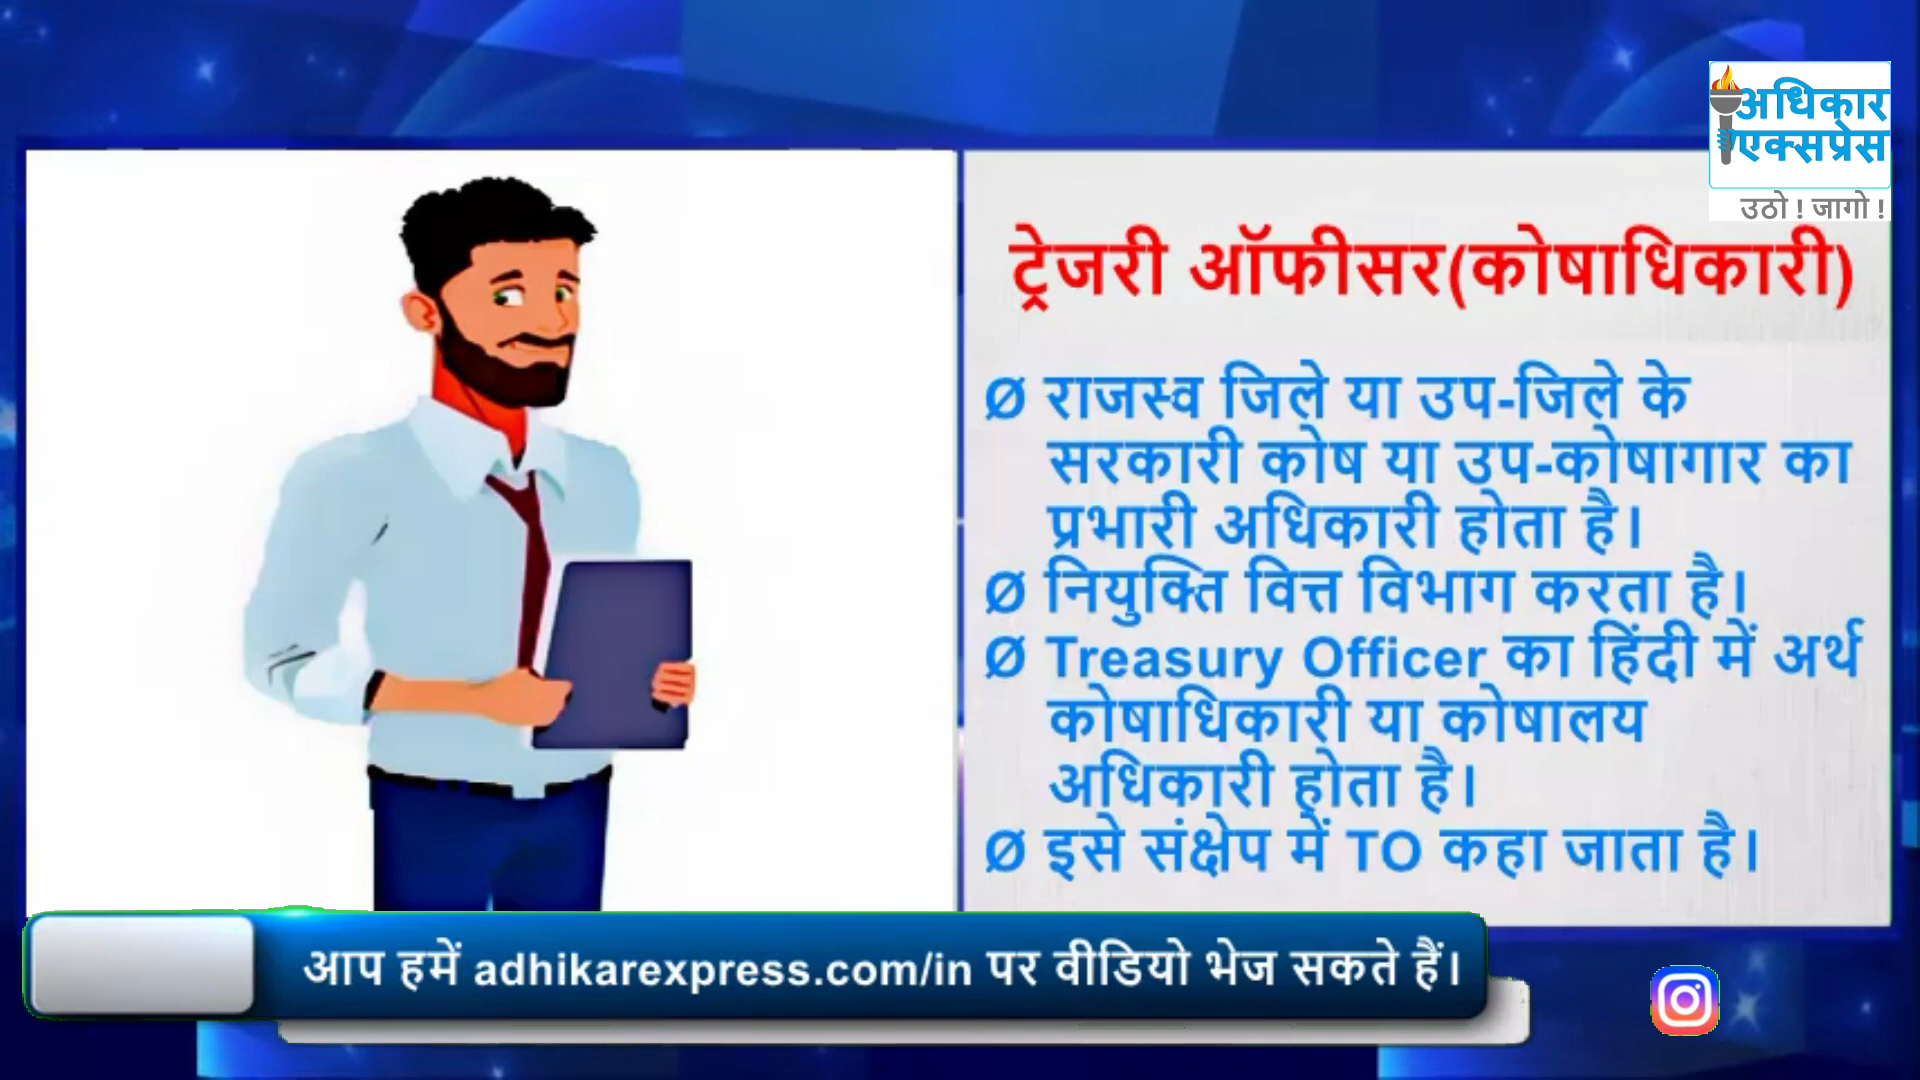 अधिकार
एक्सप्रेस
उठो ! जागो !
ट्रेजरी ऑफीसर(कोषाधिकारी)
Ø राजस्व जिले या उप-जिले के
सरकारी कोष या उप-कोषागार का
प्रभारी अधिकारी होता है।
Ø नियुक्ति वित्त विभाग करता है।
Ø Treasury Officer का हिंदी में अर्थ
कोषाधिकारी या कोषालय
अधिकारी होता है।
Ø इसे संक्षेप में TO कहा जाता है।
आप हमें adhikarexpress.com/in पर वीडियो भेज सकते हैं।